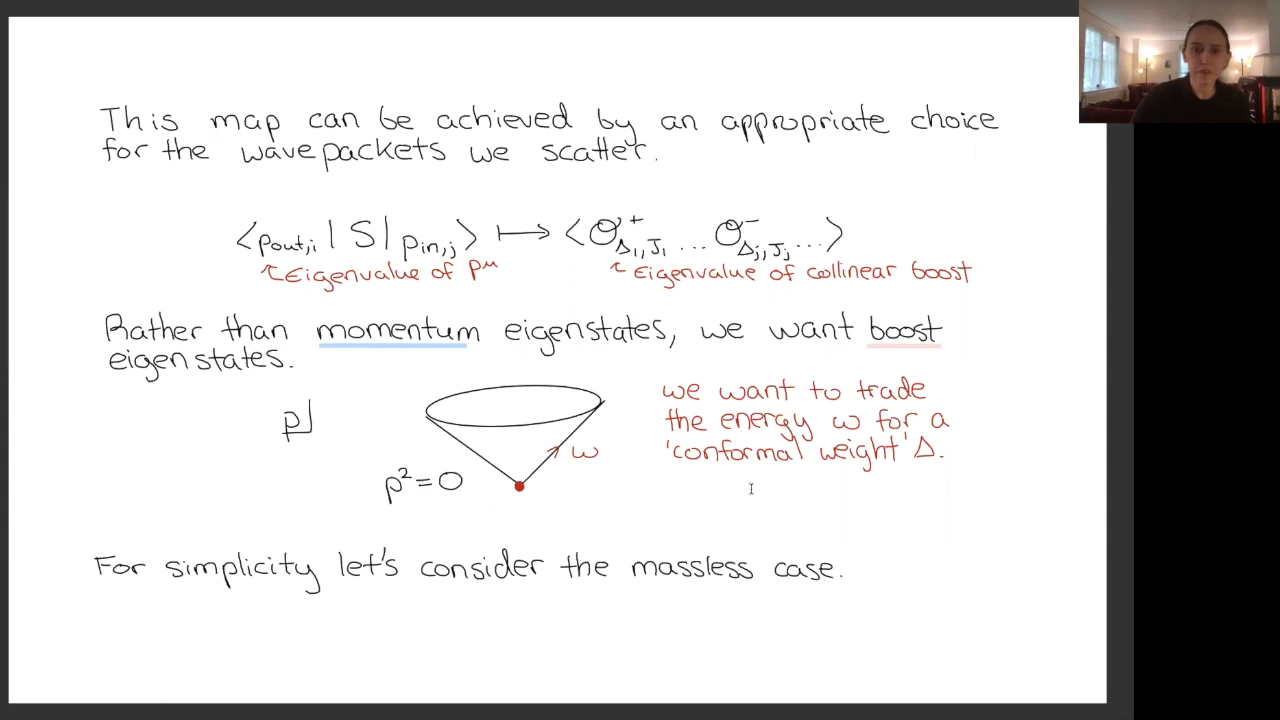 This map can be achieved by an appropriate choice
for the wavepackets we scatter.
⟨p_out,i | S | p_in,j⟩ ↦ ⟨O⁺_Δ₁,J₁ ... O⁻_Δj,Jj ...⟩
↖Eigenvalue of P^μ ↖Eigenvalue of collinear boost
Rather than momentum eigenstates, we want boost
eigenstates.
p⌋
we want to trade
the energy ω for a
'conformal weight' Δ.
ω
p²=0
For simplicity let's consider the massless case.